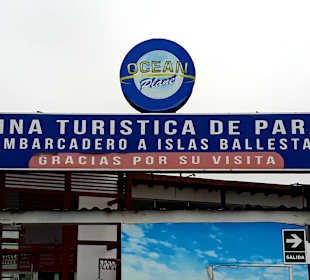 OCEAN
Planet
INA TURISTICA DE PAR
MBARCADERO A ISLAS BALLESTA
GRACIAS POR SU VISITA
SALIDA